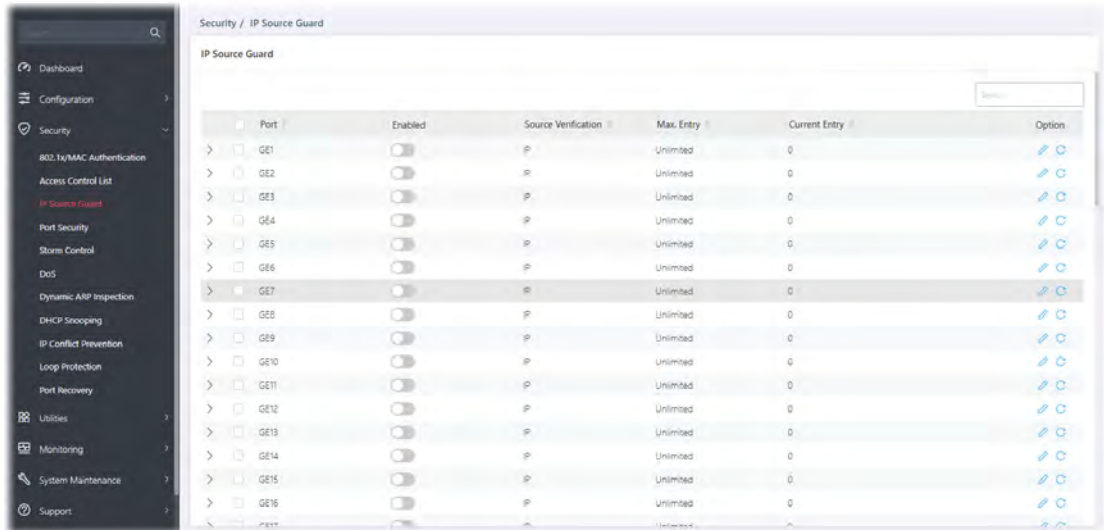 Security / IP Source Guard
IP Source Guard
Dashboard
Configuration
Security
802.1x/MAC Authentication
Access Control List
IP Source Guard
Port Security
Storm Control
DoS
Dynamic ARP Inspection
DHCP Snooping
IP Conflict Prevention
Loop Protection
Port Recovery
Utilities
Monitoring
System Maintenance
Support
Port Enabled Source Verification Max. Entry Current Entry Option
GE1 IP Unlimited 0
GE2 IP Unlimited 0
GE3 IP Unlimited 0
GE4 IP Unlimited 0
GE5 IP Unlimited 0
GE6 IP Unlimited 0
GE7 IP Unlimited 0
GE8 IP Unlimited 0
GE9 IP Unlimited 0
GE10 IP Unlimited 0
GE11 IP Unlimited 0
GE12 IP Unlimited 0
GE13 IP Unlimited 0
GE14 IP Unlimited 0
GE15 IP Unlimited 0
GE16 IP Unlimited 0